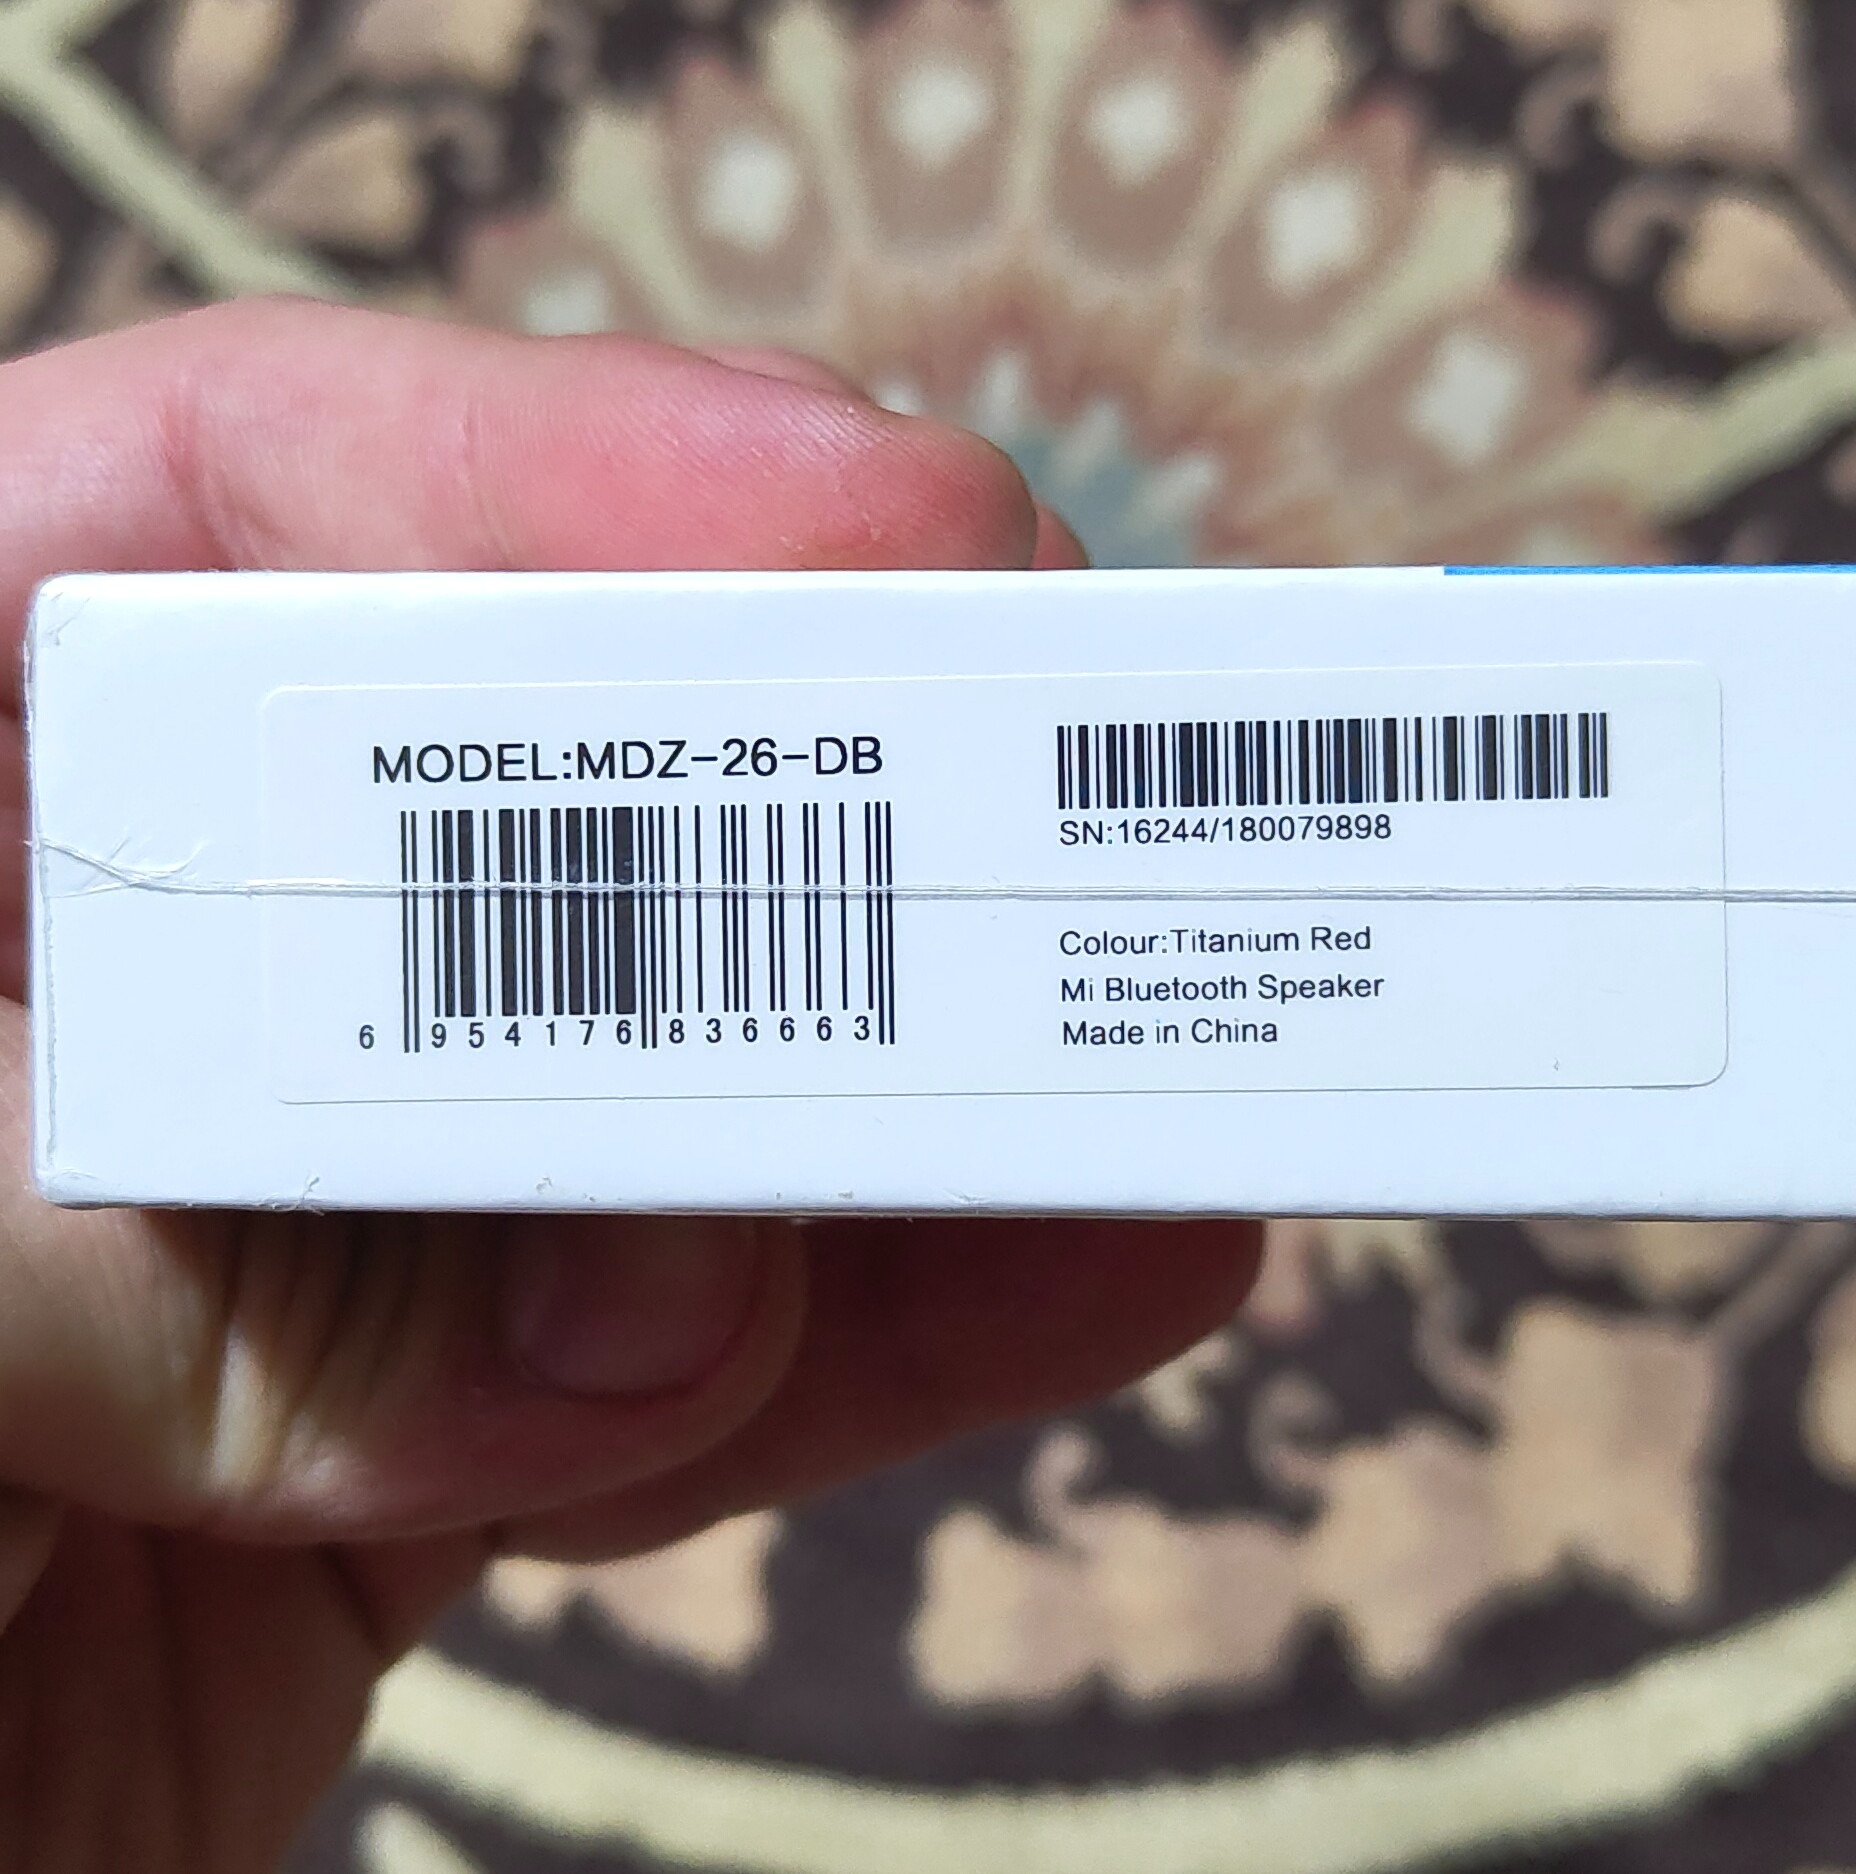 MODEL:MDZ-26-DB
6 954176 836663
SN:16244/180079898
Colour:Titanium Red
Mi Bluetooth Speaker
Made in China